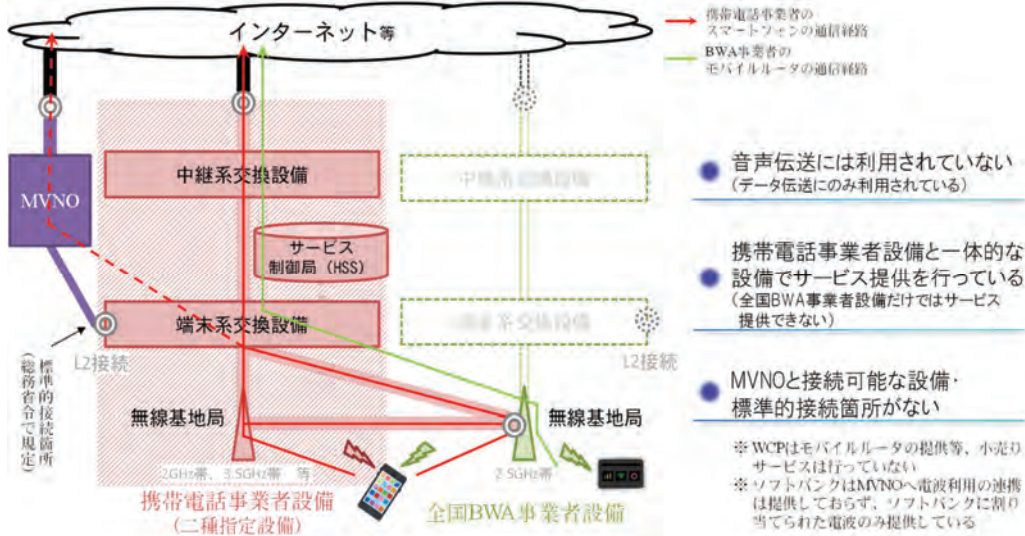 インターネット等
携帯電話事業者の
スマートフォンの通信経路
BWA事業者の
モバイルルータの通信経路
MVNO
中継系交換設備
中継系交換設備
サービス
制御局(HSS)
端末系交換設備
端末系交換設備
L2接続
L2接続
標準的接続箇所
(総務省令で規定)
無線基地局
無線基地局
2GHz帯、3.5GHz帯 等
2.5GHz帯
携帯電話事業者設備
(二種指定設備)
全国BWA事業者設備
音声伝送には利用されていない
(データ伝送にのみ利用されている)
携帯電話事業者設備と一体的な
設備でサービス提供を行っている
(全国BWA事業者設備だけではサービス
提供できない)
MVNOと接続可能な設備・
標準的接続箇所がない
※ WCPはモバイルルータの提供等、小売り
サービスは行っていない
※ ソフトバンクはMVNOへ電波利用の連携
は提供しておらず、ソフトバンクに割り
当てられた電波のみ提供している